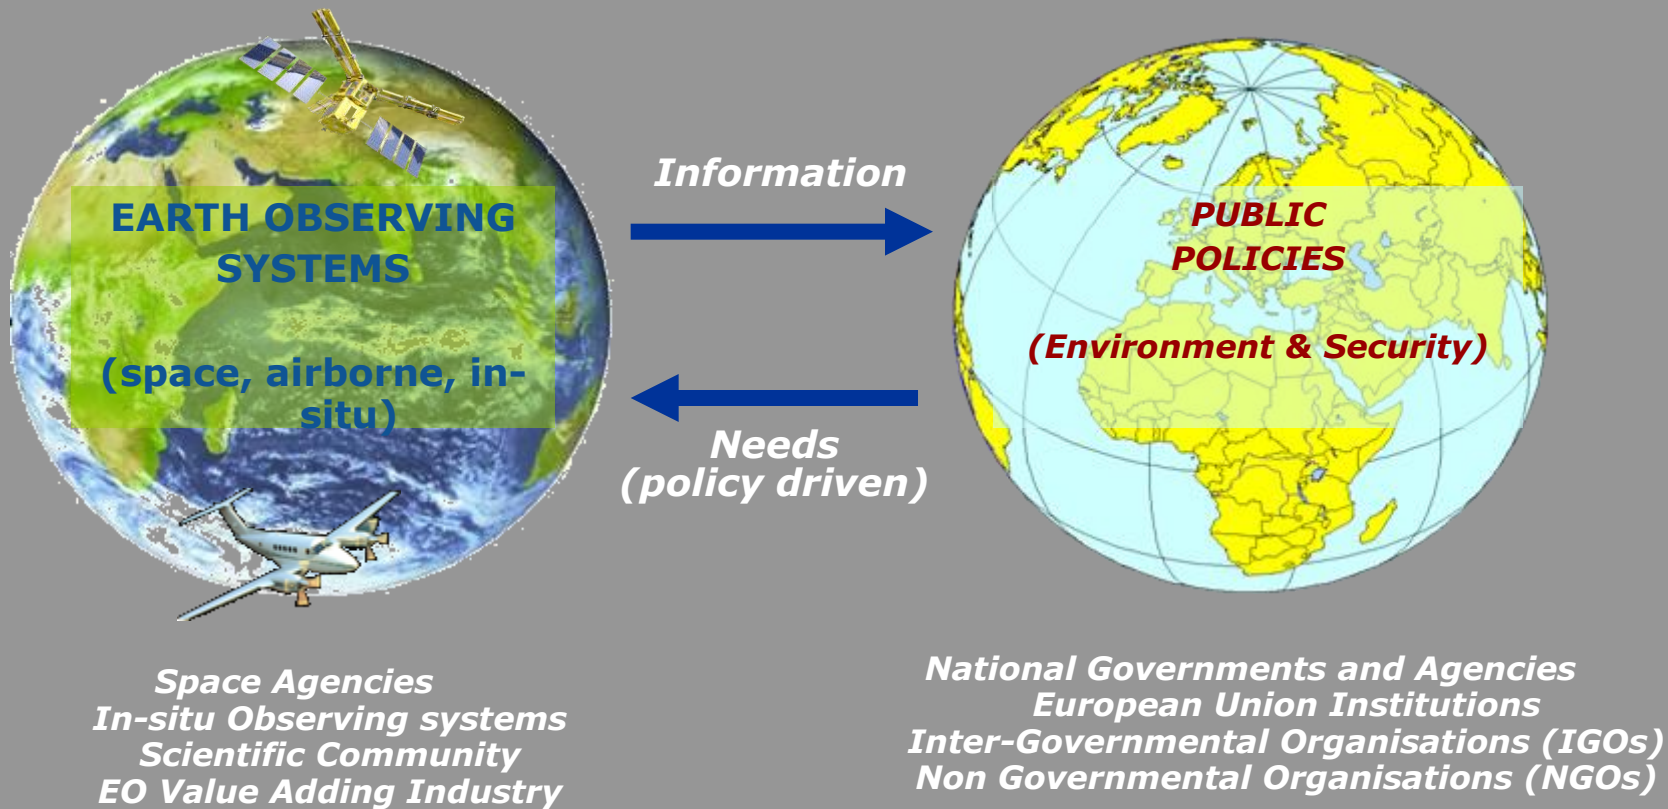 EARTH OBSERVING
SYSTEMS
(space, airborne, in-
situ)
Information
Needs
(policy driven)
PUBLIC
POLICIES
(Environment & Security)
Space Agencies
In-situ Observing systems
Scientific Community
EO Value Adding Industry
National Governments and Agencies
European Union Institutions
Inter-Governmental Organisations (IGOs)
Non Governmental Organisations (NGOs)